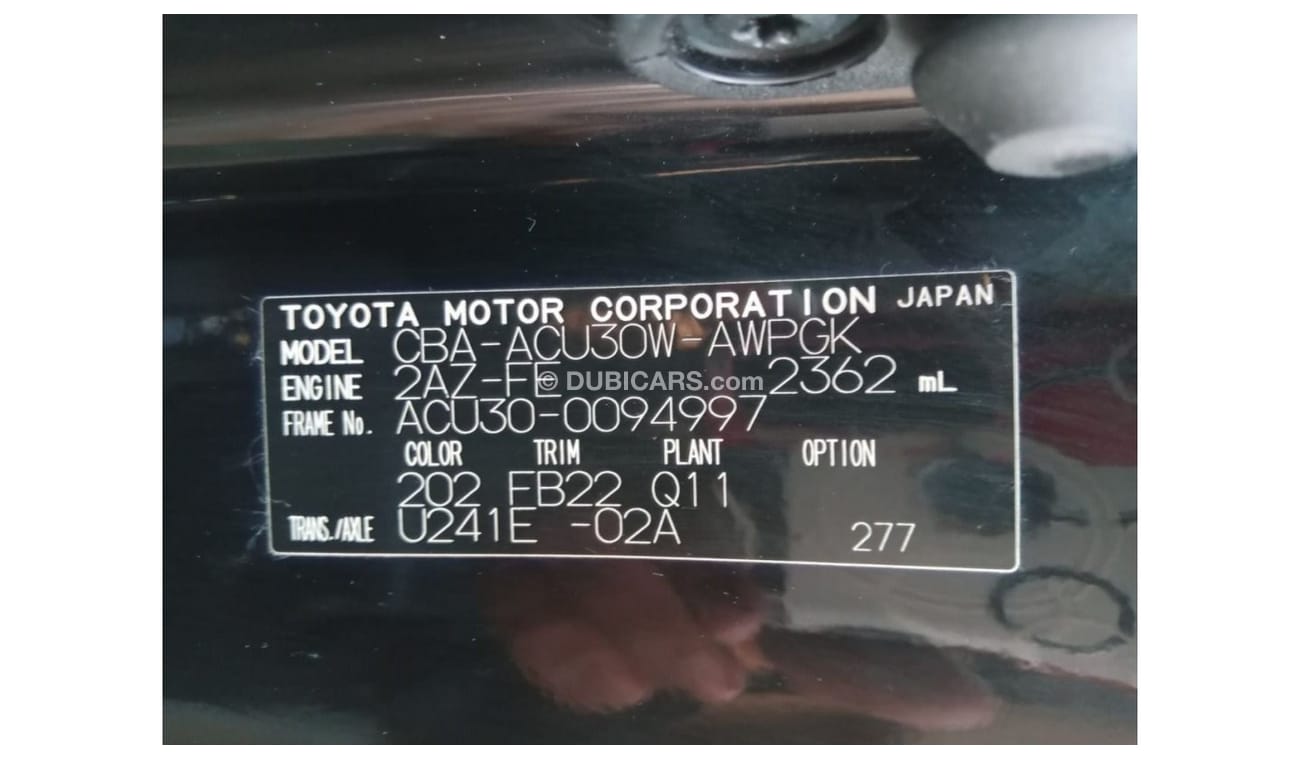 TOYOTA MOTOR CORPORATION JAPAN
MODEL CBA-ACU30W-AWPGK
ENGINE 2AZ-FE 2362 mL
© DUBICARS.com
FRAME No. ACU30-0094997
COLOR TRIM PLANT OPTION
202 FB22 Q11
TRANS./AXLE U241E -02A 277